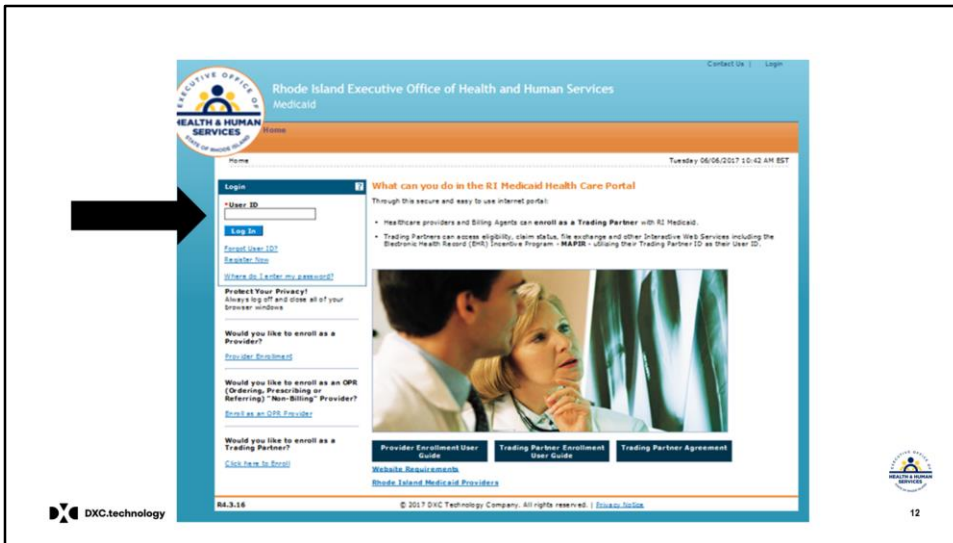 Contact Us | Login
EXECUTIVE OFFICE OF
HEALTH & HUMAN
SERVICES
STATE OF RHODE ISLAND
Rhode Island Executive Office of Health and Human Services
Medicaid
Home
Home
Tuesday 06/06/2017 10:42 AM EST
Login ?
*User ID
Log In
Forgot User ID?
Register Now
Where do I enter my password?
Protect Your Privacy!
Always log off and close all of your
browser windows
Would you like to enroll as a
Provider?
Provider Enrollment
Would you like to enroll as an OPR
(Ordering, Prescribing or
Referring) "Non-Billing" Provider?
Enroll as an OPR Provider
Would you like to enroll as a
Trading Partner?
Click here to Enroll
What can you do in the RI Medicaid Health Care Portal
Through this secure and easy to use internet portal:
• Healthcare providers and Billing Agents can enroll as a Trading Partner with RI Medicaid.
• Trading Partners can access eligibility, claim status, file exchange and other Interactive Web Services including the
Electronic Health Record (EHR) Incentive Program - MAPIR - utilizing their Trading Partner ID as their User ID.
Provider Enrollment User
Guide
Trading Partner Enrollment
User Guide
Trading Partner Agreement
Website Requirements
Rhode Island Medicaid Providers
R4.3.16
© 2017 DXC Technology Company. All rights reserved. | Privacy Notice
DXC.technology
HEALTH & HUMAN
SERVICES
12